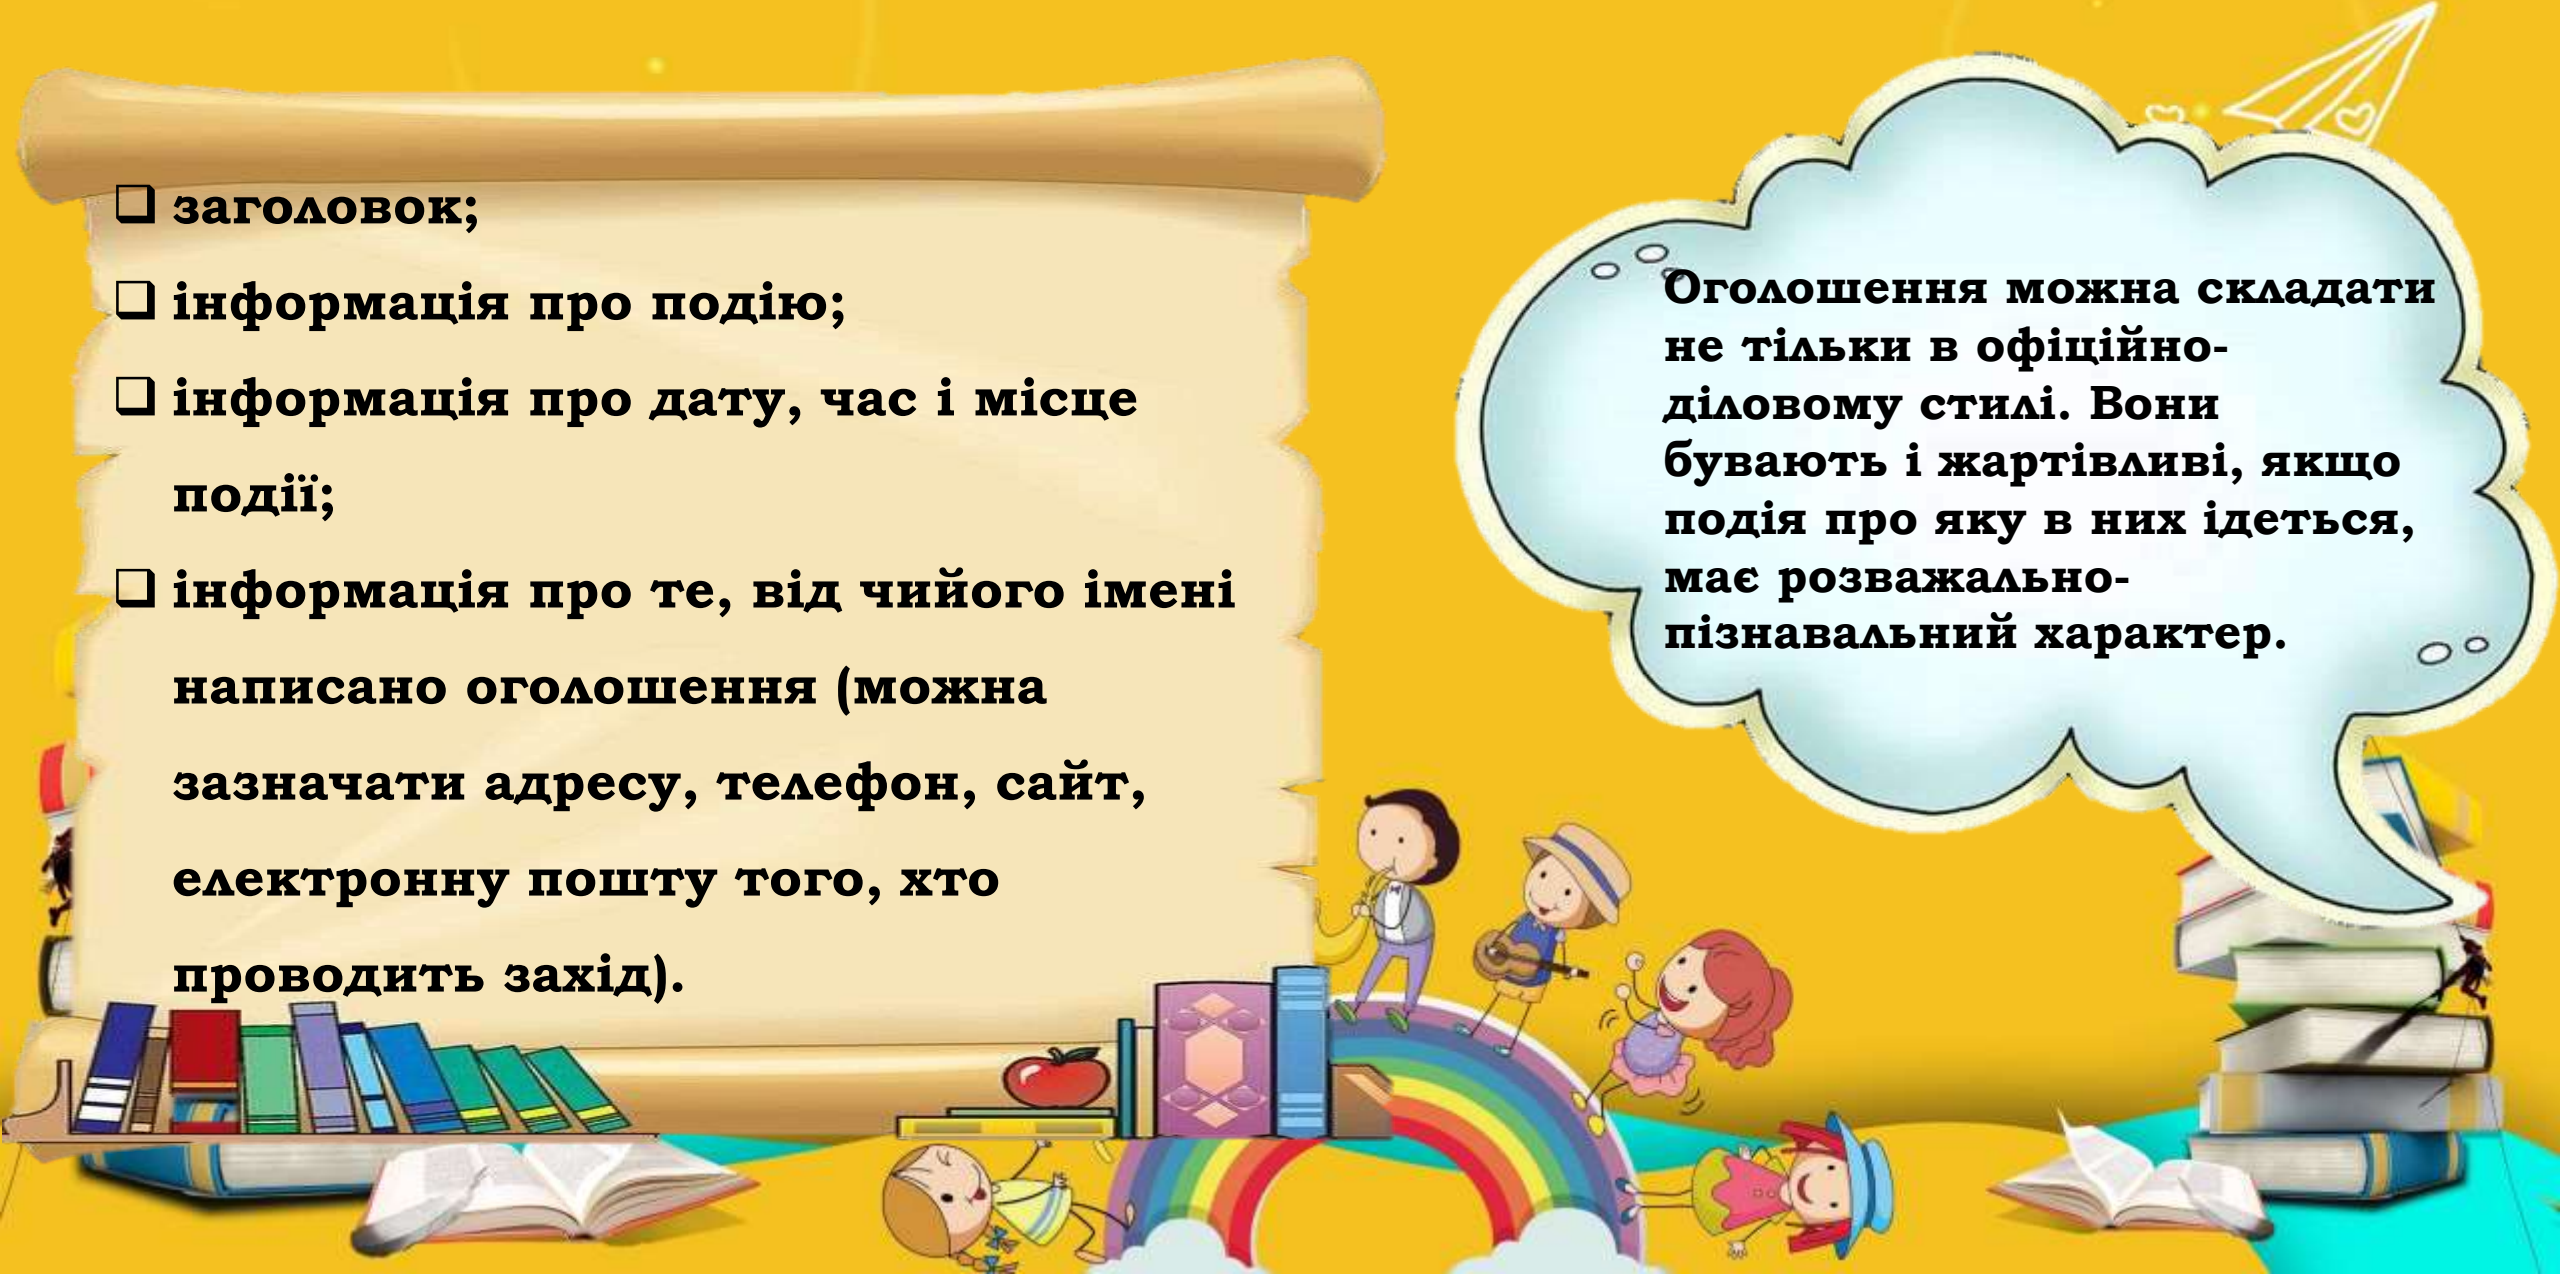 ❑ заголовок;
❑ інформація про подію;
❑ інформація про дату, час і місце
події;
❑ інформація про те, від чийого імені
написано оголошення (можна
зазначати адресу, телефон, сайт,
електронну пошту того, хто
проводить захід).
Оголошення можна складати
не тільки в офіційно-
діловому стилі. Вони
бувають і жартівливі, якщо
подія про яку в них ідеться,
має розважально-
пізнавальний характер.